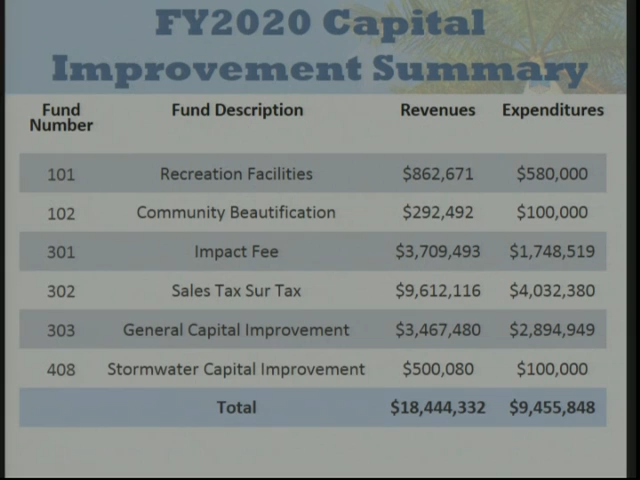 FY2020 Capital
Improvement Summary
Fund Number Fund Description Revenues Expenditures
101 Recreation Facilities $862,671 $580,000
102 Community Beautification $292,492 $100,000
301 Impact Fee $3,709,493 $1,748,519
302 Sales Tax Sur Tax $9,612,116 $4,032,380
303 General Capital Improvement $3,467,480 $2,894,949
408 Stormwater Capital Improvement $500,080 $100,000
Total $18,444,332 $9,455,848